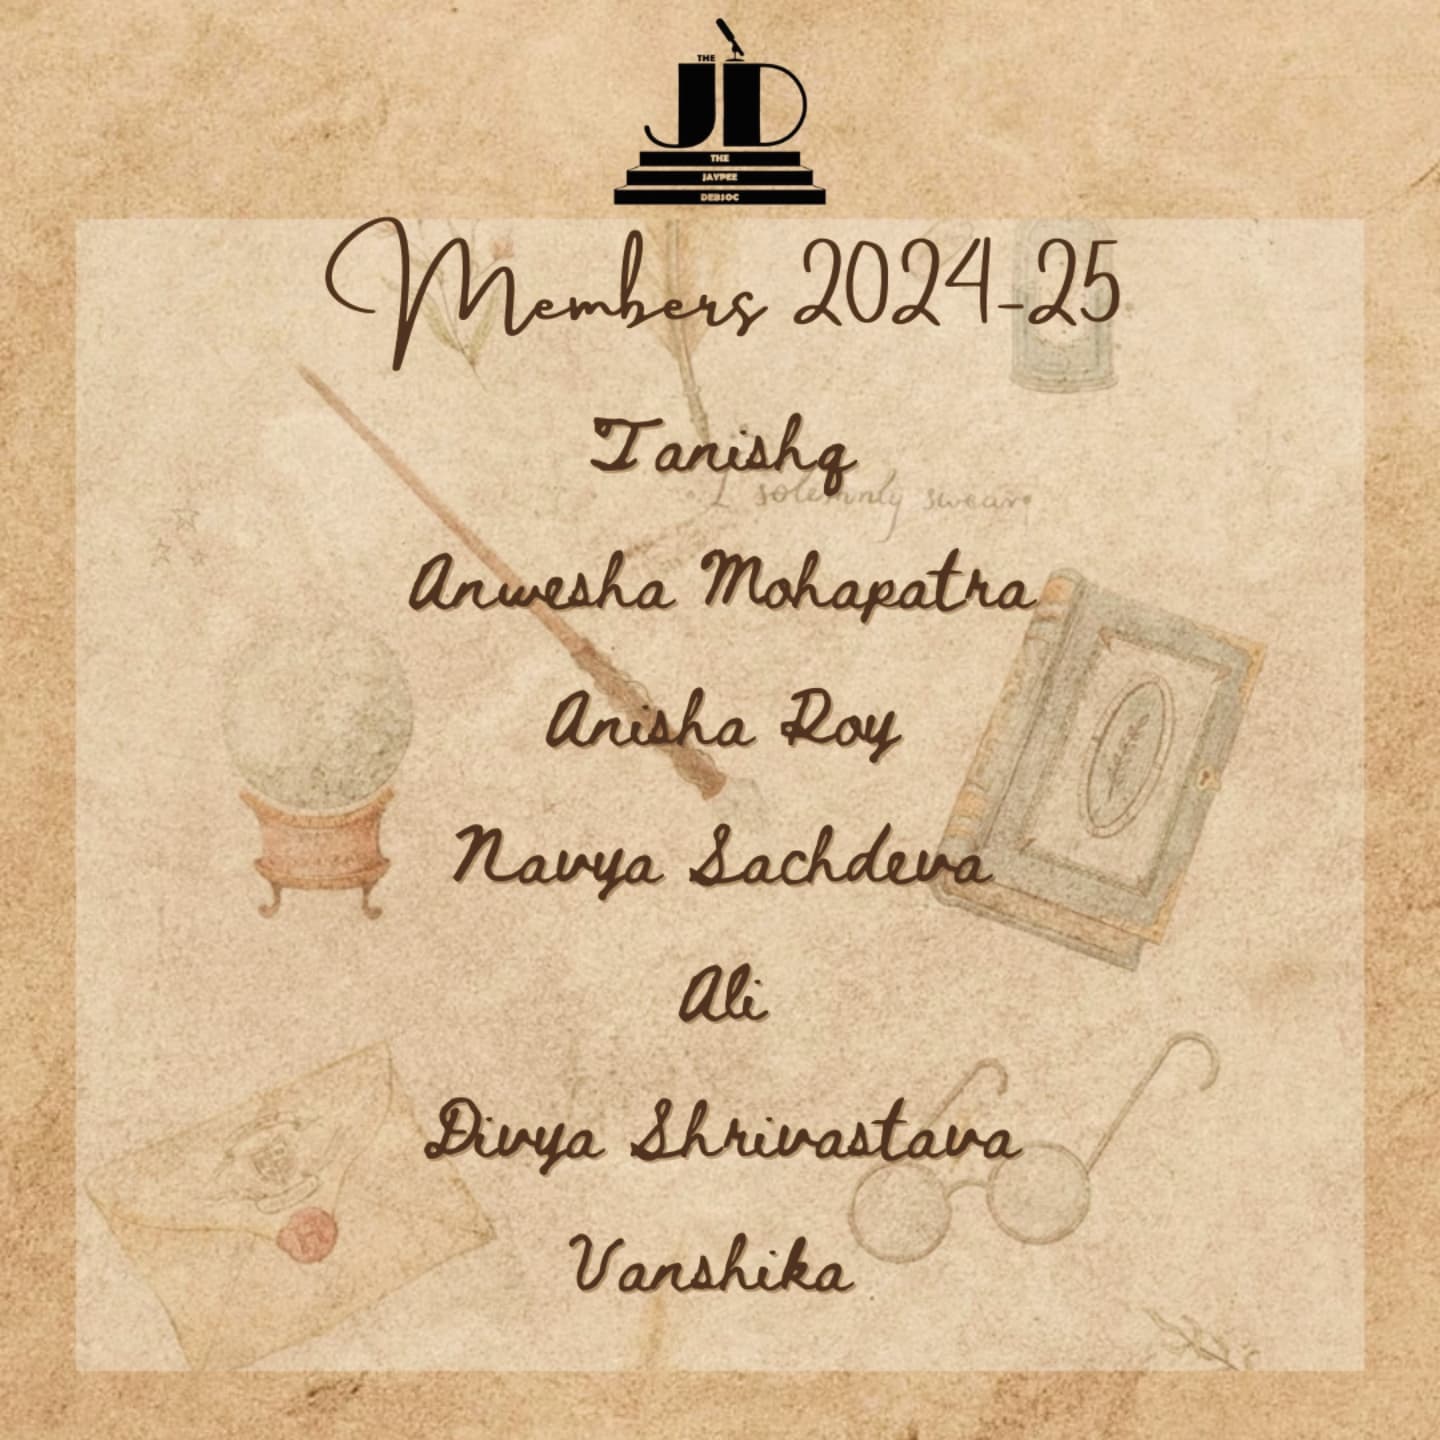 THE
JD
THE
JAYPEE
DEBSOC
Members 2024-25
Tanishq
I solemnly swear
Anwesha Mohapatra
Anisha Roy
Navya Sachdeva
Ali
Divya Shrivastava
Vanshika